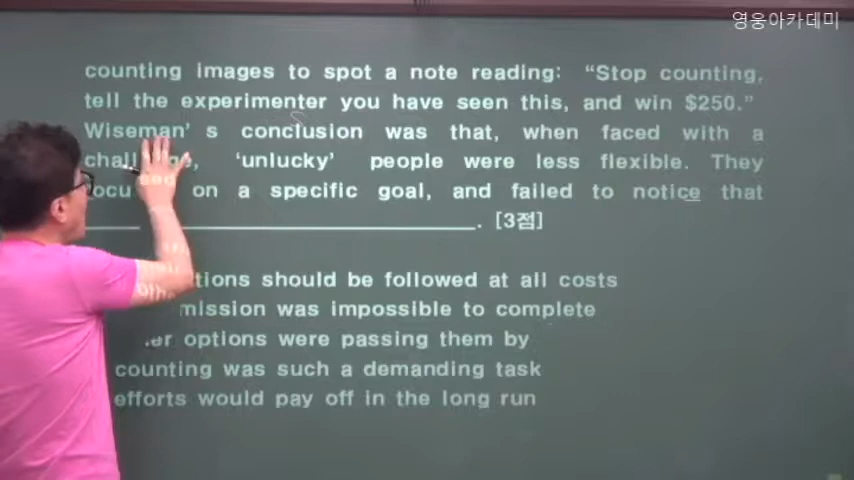 영웅아카데미
counting images to spot a note reading: “Stop counting,
tell the experimenter you have seen this, and win $250.”
Wiseman’ s conclusion was that, when faced with a
‘unlucky’ people were less flexible. They
on a specific goal, and failed to notice that
. [3점]
should be followed at all costs
mission was impossible to complete
options were passing them by
counting was such a demanding task
efforts would pay off in the long run